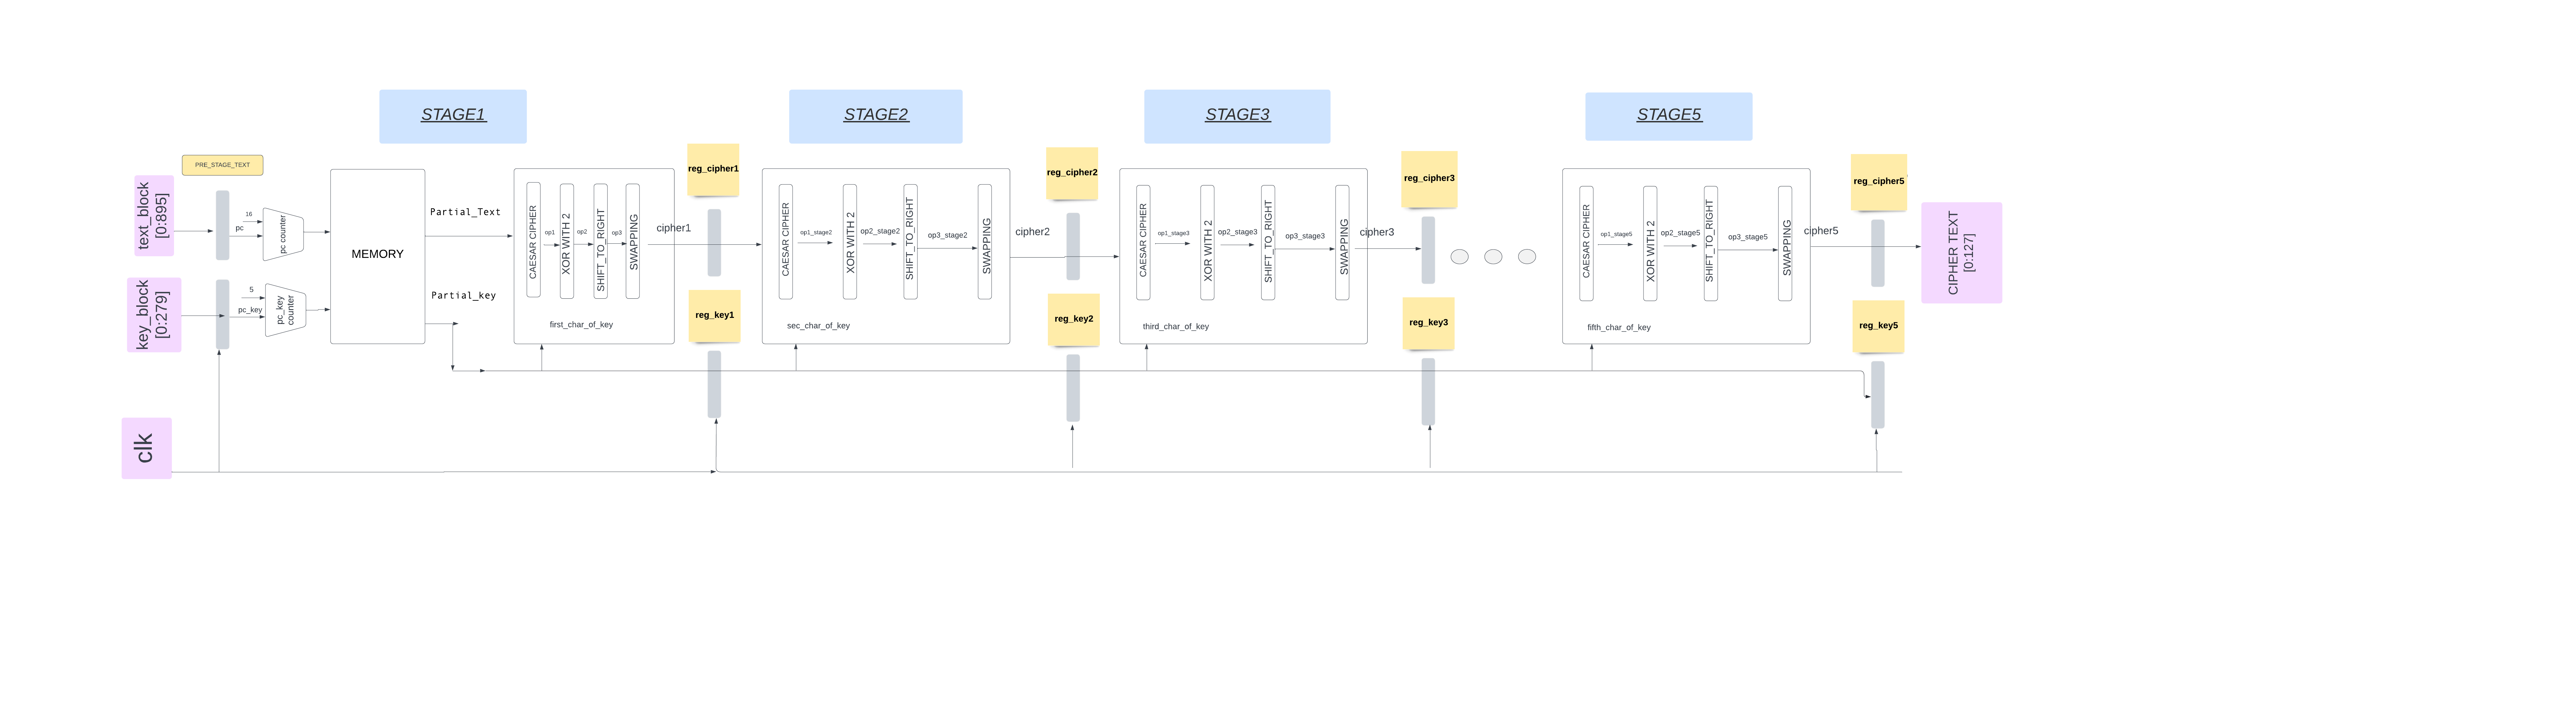 STAGE1
STAGE2
STAGE3
STAGE5
PRE_STAGE_TEXT
text_block
[0:895]
16
pc
pc counter
key_block
[0:279]
5
pc_key
pc_key
counter
clk
MEMORY
Partial_Text
Partial_key
CAESAR CIPHER
op1
XOR WITH 2
op2
SHIFT_TO_RIGHT
op3
SWAPPING
first_char_of_key
cipher1
reg_cipher1
reg_key1
CAESAR CIPHER
op1_stage2
XOR WITH 2
op2_stage2
SHIFT_TO_RIGHT
op3_stage2
SWAPPING
sec_char_of_key
cipher2
reg_cipher2
reg_key2
CAESAR CIPHER
op1_stage3
XOR WITH 2
op2_stage3
SHIFT_TO_RIGHT
op3_stage3
SWAPPING
third_char_of_key
cipher3
reg_cipher3
reg_key3
CAESAR CIPHER
op1_stage5
XOR WITH 2
op2_stage5
SHIFT_TO_RIGHT
op3_stage5
SWAPPING
fifth_char_of_key
cipher5
reg_cipher5
reg_key5
CIPHER TEXT
[0:127]